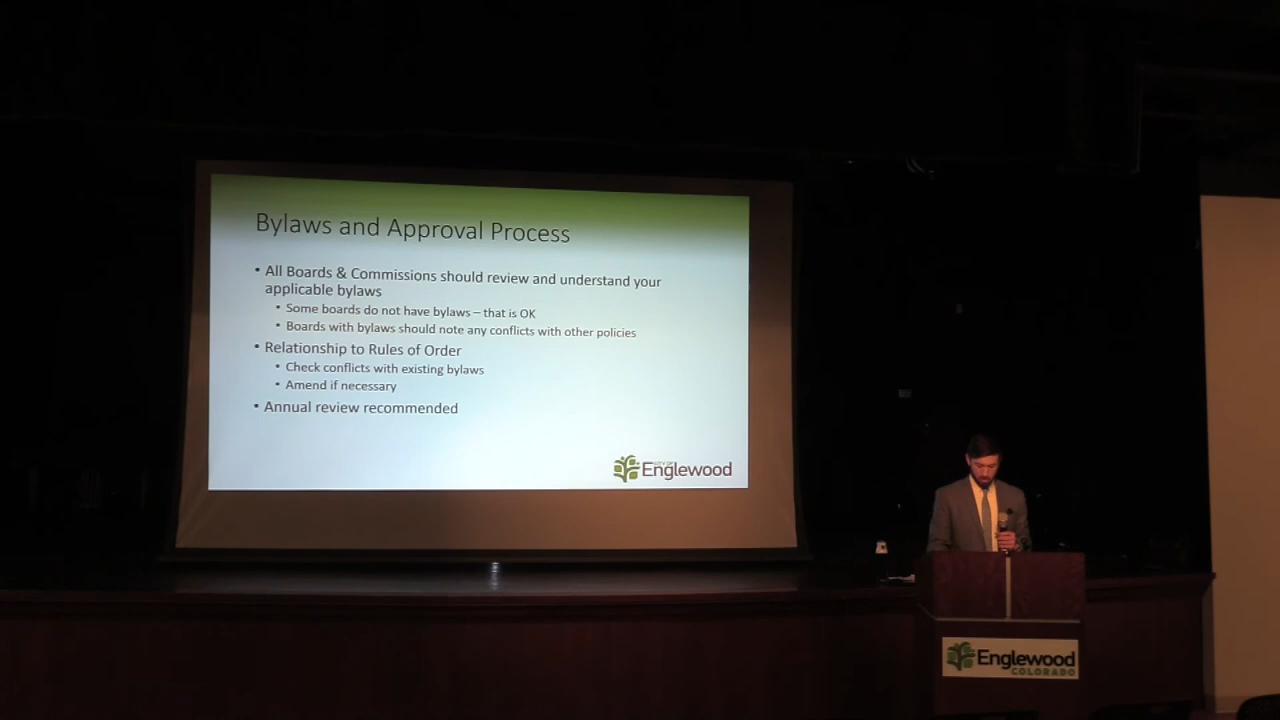 Bylaws and Approval Process
• All Boards & Commissions should review and understand your
applicable bylaws
• Some boards do not have bylaws – that is OK
• Boards with bylaws should note any conflicts with other policies
• Relationship to Rules of Order
• Check conflicts with existing bylaws
• Amend if necessary
• Annual review recommended
CITY OF
Englewood
Englewood
COLORADO